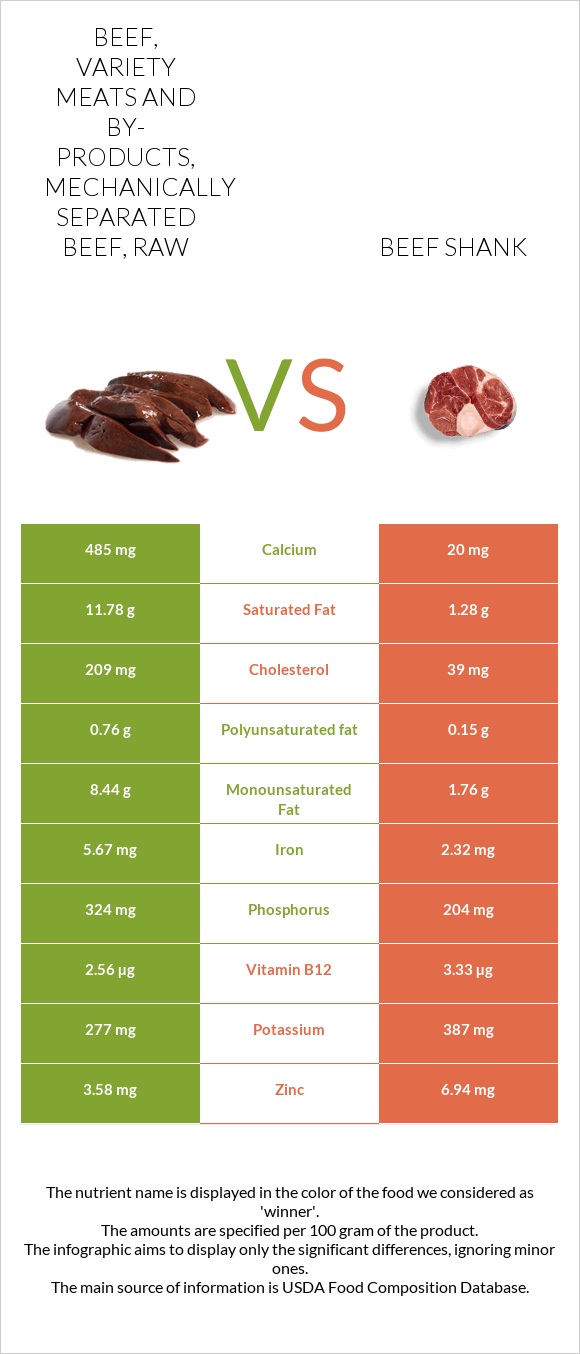 BEEF,
VARIETY
MEATS AND
BY-
PRODUCTS,
MECHANICALLY
SEPARATED
BEEF, RAW
BEEF SHANK
VS
485 mg Calcium 20 mg
11.78 g Saturated Fat 1.28 g
209 mg Cholesterol 39 mg
0.76 g Polyunsaturated fat 0.15 g
8.44 g Monounsaturated 1.76 g
Fat
5.67 mg Iron 2.32 mg
324 mg Phosphorus 204 mg
2.56 µg Vitamin B12 3.33 µg
277 mg Potassium 387 mg
3.58 mg Zinc 6.94 mg
The nutrient name is displayed in the color of the food we considered as
'winner'.
The amounts are specified per 100 gram of the product.
The infographic aims to display only the significant differences, ignoring minor
ones.
The main source of information is USDA Food Composition Database.